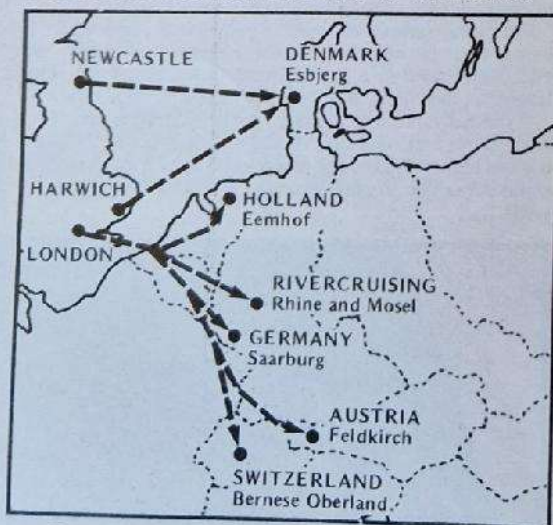 NEWCASTLE
DENMARK
Esbjerg
HARWICH
HOLLAND
Eemhof
LONDON
RIVERCRUISING
Rhine and Mosel
GERMANY
Saarburg
AUSTRIA
Feldkirch
SWITZERLAND
Bernese Oberland